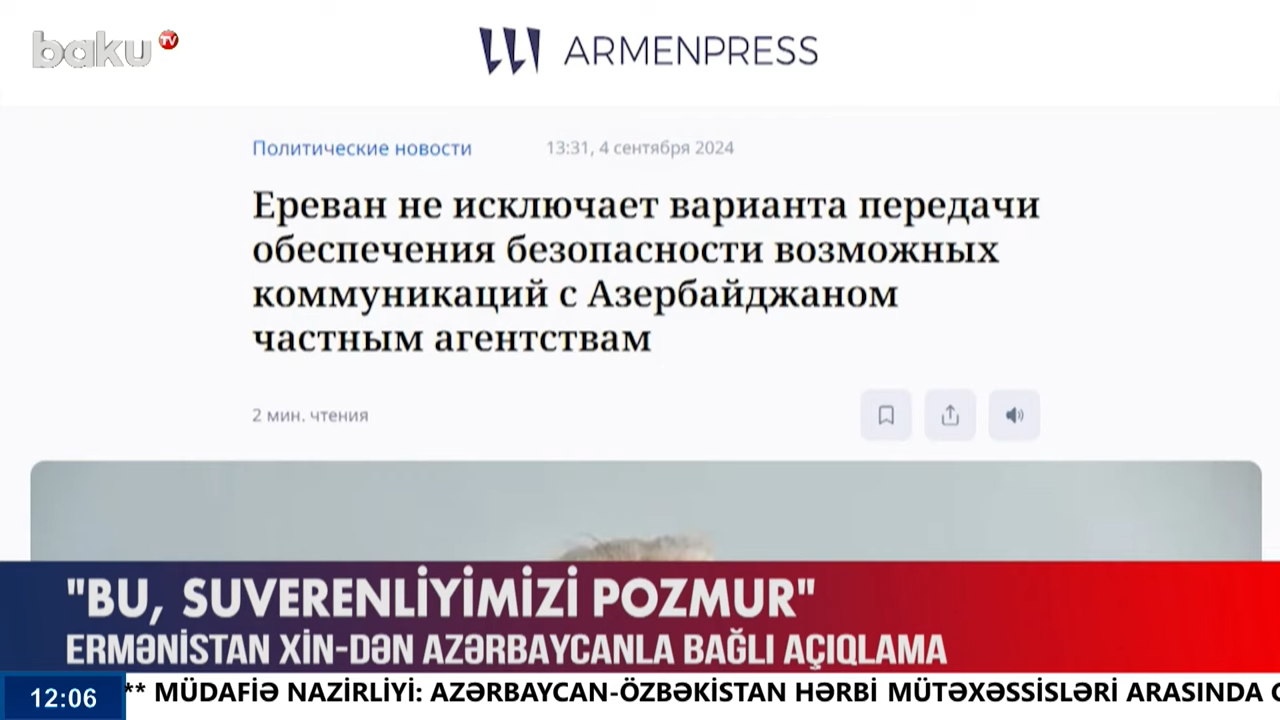 baku TV
ARMENPRESS
Политические новости 13:31, 4 сентября 2024
Ереван не исключает варианта передачи
обеспечения безопасности возможных
коммуникаций с Азербайджаном
частным агентствам
2 мин. чтения
"BU, SUVERENLİYİMİZİ POZMUR"
ERMƏNİSTAN XİN-DƏN AZƏRBAYCANLA BAĞLI AÇIQLAMA
12:06 ** MÜDAFİƏ NAZİRLİYİ: AZƏRBAYCAN-ÖZBƏKİSTAN HƏRBİ MÜTƏXƏSSİSLƏRİ ARASINDA